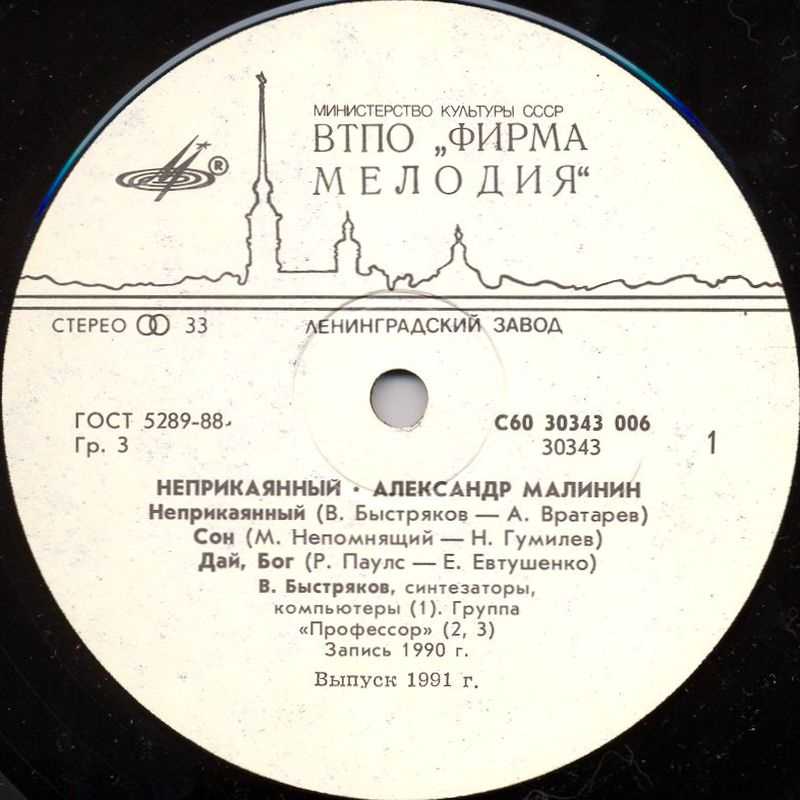 МИНИСТЕРСТВО КУЛЬТУРЫ СССР
ВТПО „ФИРМА
МЕЛОДИЯ“
®
СТЕРЕО 33
ЛЕНИНГРАДСКИЙ ЗАВОД
ГОСТ 5289-88
Гр. 3
С60 30343 006
30343
1
НЕПРИКАЯННЫЙ · АЛЕКСАНДР МАЛИНИН
Неприкаянный (В. Быстряков — А. Вратарев)
Сон (М. Непомнящий — Н. Гумилев)
Дай, Бог (Р. Паулс — Е. Евтушенко)
В. Быстряков, синтезаторы,
компьютеры (1). Группа
«Профессор» (2, 3)
Запись 1990 г.
Выпуск 1991 г.